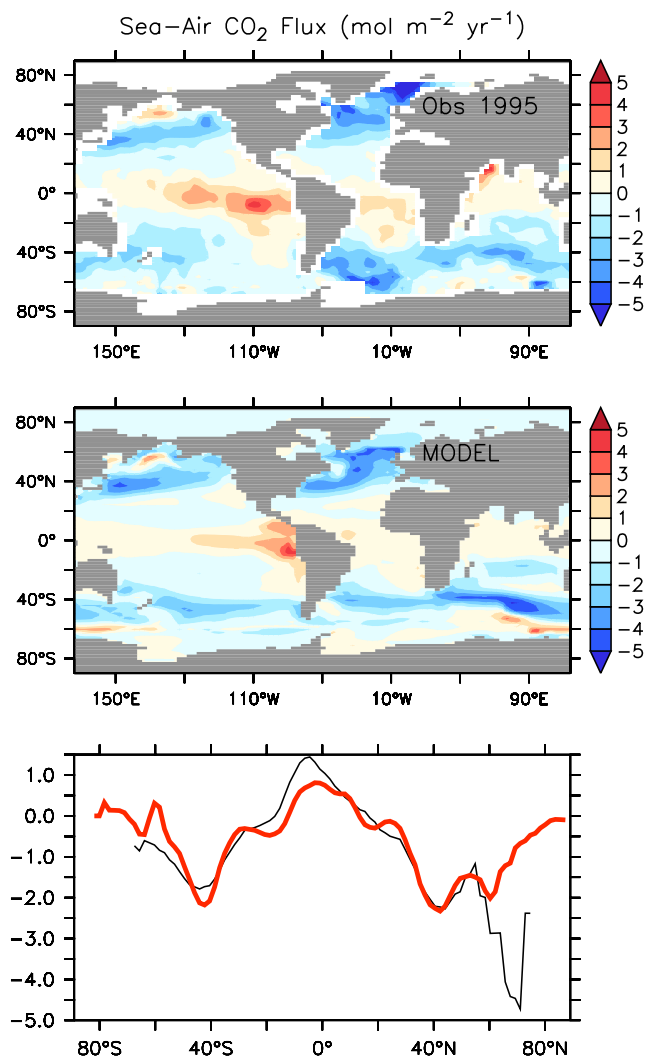 Sea-Air CO2 Flux (mol m−2 yr−1)
80°N
40°N
0°
40°S
80°S
Obs 1995
150°E 110°W 10°W 90°E
5
4
3
2
1
0
−1
−2
−3
−4
−5
80°N
40°N
0°
40°S
80°S
MODEL
150°E 110°W 10°W 90°E
5
4
3
2
1
0
−1
−2
−3
−4
−5
1.0
0.0
−1.0
−2.0
−3.0
−4.0
−5.0
80°S 40°S 0° 40°N 80°N